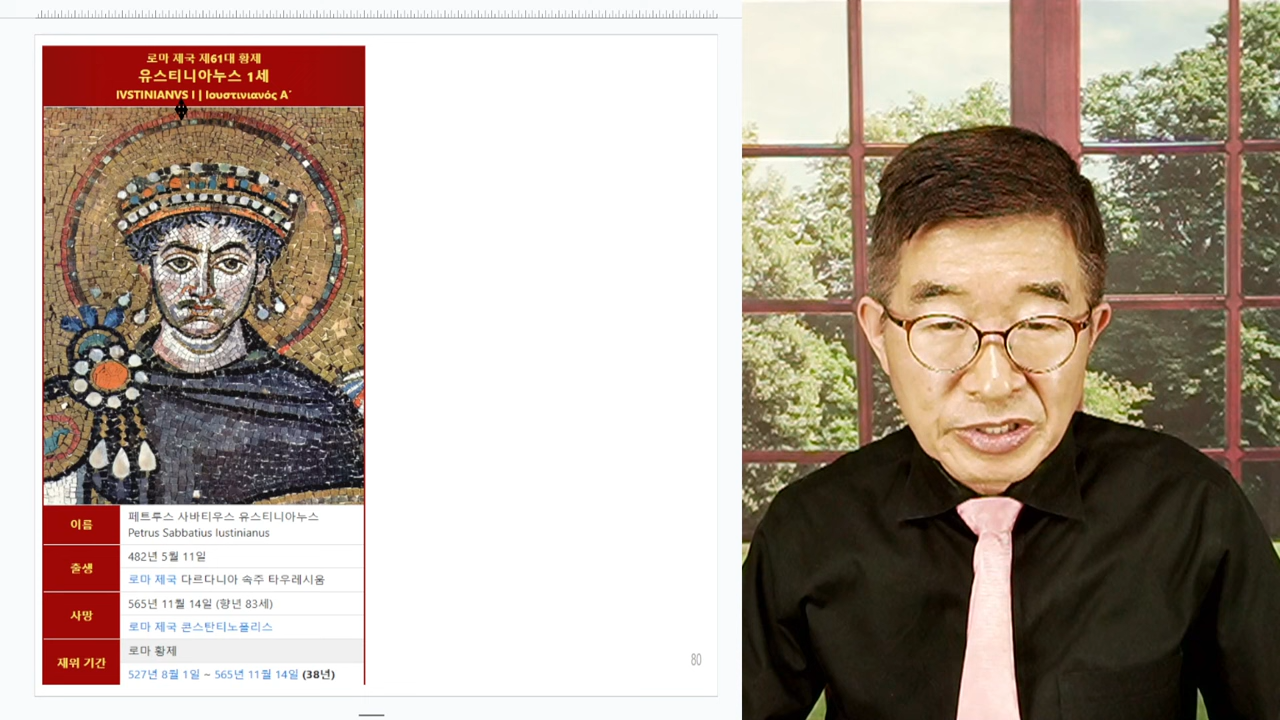 로마 제국 제61대 황제
유스티니아누스 1세
IVSTINIANVS I | Ιουστινιανός Α΄
이름
페트루스 사바티우스 유스티니아누스
Petrus Sabbatius Iustinianus
출생
482년 5월 11일
로마 제국 다르다니아 속주 타우레시움
사망
565년 11월 14일 (향년 83세)
로마 제국 콘스탄티노폴리스
재위 기간
로마 황제
527년 8월 1일 ~ 565년 11월 14일 (38년)
80